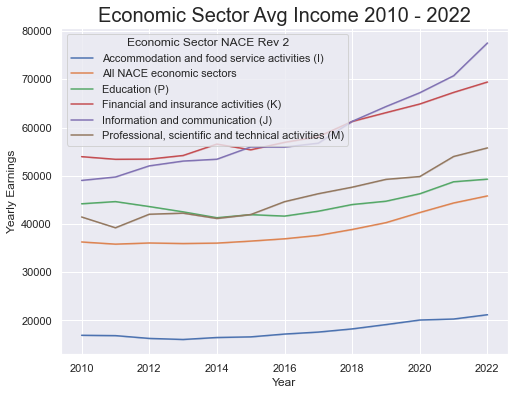 Economic Sector Avg Income 2010 - 2022
80000
70000
60000
50000
40000
30000
20000
Yearly Earnings
Economic Sector NACE Rev 2
Accommodation and food service activities (I)
All NACE economic sectors
Education (P)
Financial and insurance activities (K)
Information and communication (J)
Professional, scientific and technical activities (M)
2010
2012
2014
2016
2018
2020
2022
Year